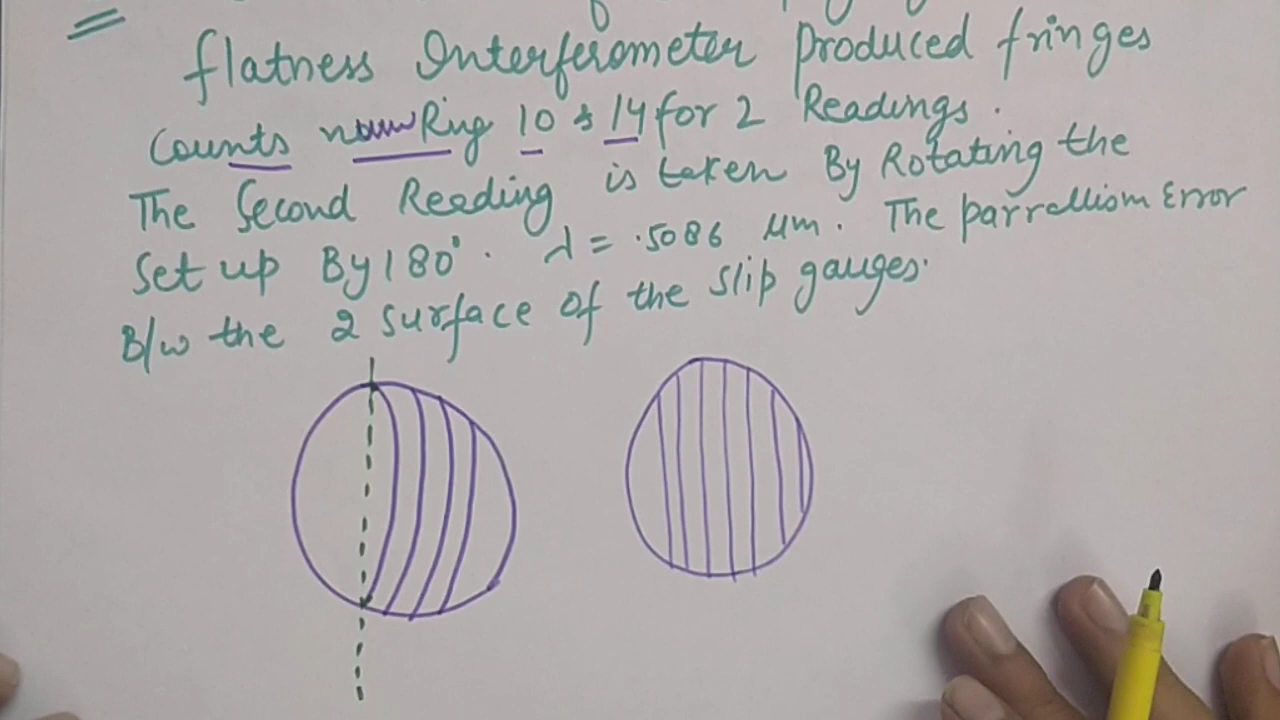 flatness Interferometer produced fringes
Counts Ring 10 & 14 for 2 Readings.
The Second Reading is taken By Rotating the
Set up By 180°. λ = .5086 μm. The parrallism Error
B/w the 2 surface of the slip gauges.